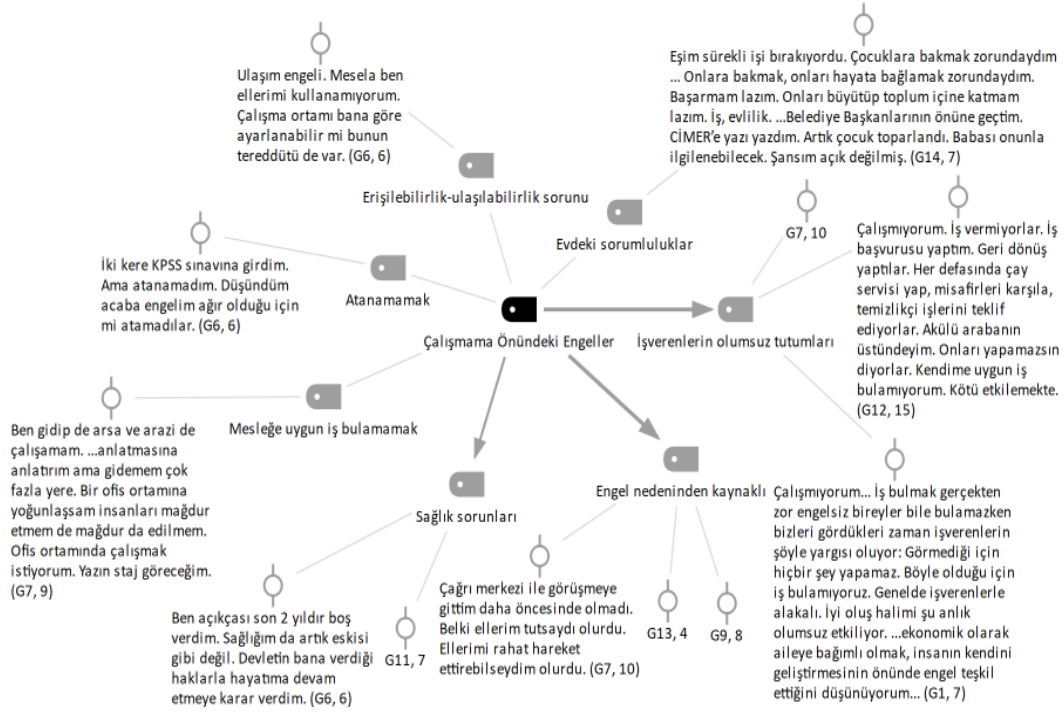 Ulaşım engeli. Mesela ben
ellerimi kullanamıyorum.
Çalışma ortamı bana göre
ayarlanabilir mi bunun
tereddütü de var. (G6, 6)
Eşim sürekli işi bırakıyordu. Çocuklara bakmak zorundaydım
... Onlara bakmak, onları hayata bağlamak zorundaydım.
Başarmam lazım. Onları büyütüp toplum içine katmam
lazım. İş, evlilik. ...Belediye Başkanlarının önüne geçtim.
CİMER'e yazı yazdım. Artık çocuk toparlandı. Babası onunla
ilgilenebilecek. Şansım açık değilmiş. (G14, 7)
Erişilebilirlik-ulaşılabilirlik sorunu
Evdeki sorumluluklar
G7, 10
Çalışmıyorum. İş vermiyorlar. İş
başvurusu yaptım. Geri dönüş
yaptılar. Her defasında çay
servisi yap, misafirleri karşıla,
temizlikçi işlerini teklif
ediyorlar. Akülü arabanın
üstündeyim. Onları yapamazsın
diyorlar. Kendime uygun iş
bulamıyorum. Kötü etkilemekte.
(G12, 15)
İki kere KPSS sınavına girdim.
Ama atanamadım. Düşündüm
acaba engelim ağır olduğu için
mi atamadılar. (G6, 6)
Atanamamak
Çalışmama Önündeki Engeller
İşverenlerin olumsuz tutumları
Ben gidip de arsa ve arazi de
çalışamam. ...anlatmasına
anlatırım ama gidemem çok
fazla yere. Bir ofis ortamına
yoğunlaşsam insanları mağdur
etmem de mağdur da edilmem.
Ofis ortamında çalışmak
istiyorum. Yazın staj göreceğim.
(G7, 9)
Mesleğe uygun iş bulamamak
Sağlık sorunları
Engel nedeninden kaynaklı
Ben açıkçası son 2 yıldır boş
verdim. Sağlığım da artık eskisi
gibi değil. Devletin bana verdiği
haklarla hayatıma devam
etmeye karar verdim. (G6, 6)
G11, 7
Çağrı merkezi ile görüşmeye
gittim daha öncesinde olmadı.
Belki ellerim tutsaydı olurdu.
Ellerimi rahat hareket
ettirebilseydim olurdu. (G7, 10)
G13, 4
G9, 8
Çalışmıyorum... İş bulmak gerçekten
zor engelsiz bireyler bile bulamazken
bizleri gördükleri zaman işverenlerin
şöyle yargısı oluyor: Görmediği için
hiçbir şey yapamaz. Böyle olduğu için
iş bulamıyoruz. Genelde işverenlerle
alakalı. İyi oluş halimi şu anlık
olumsuz etkiliyor. ...ekonomik olarak
aileye bağımlı olmak, insanın kendini
geliştirmesinin önünde engel teşkil
ettiğini düşünüyorum... (G1, 7)